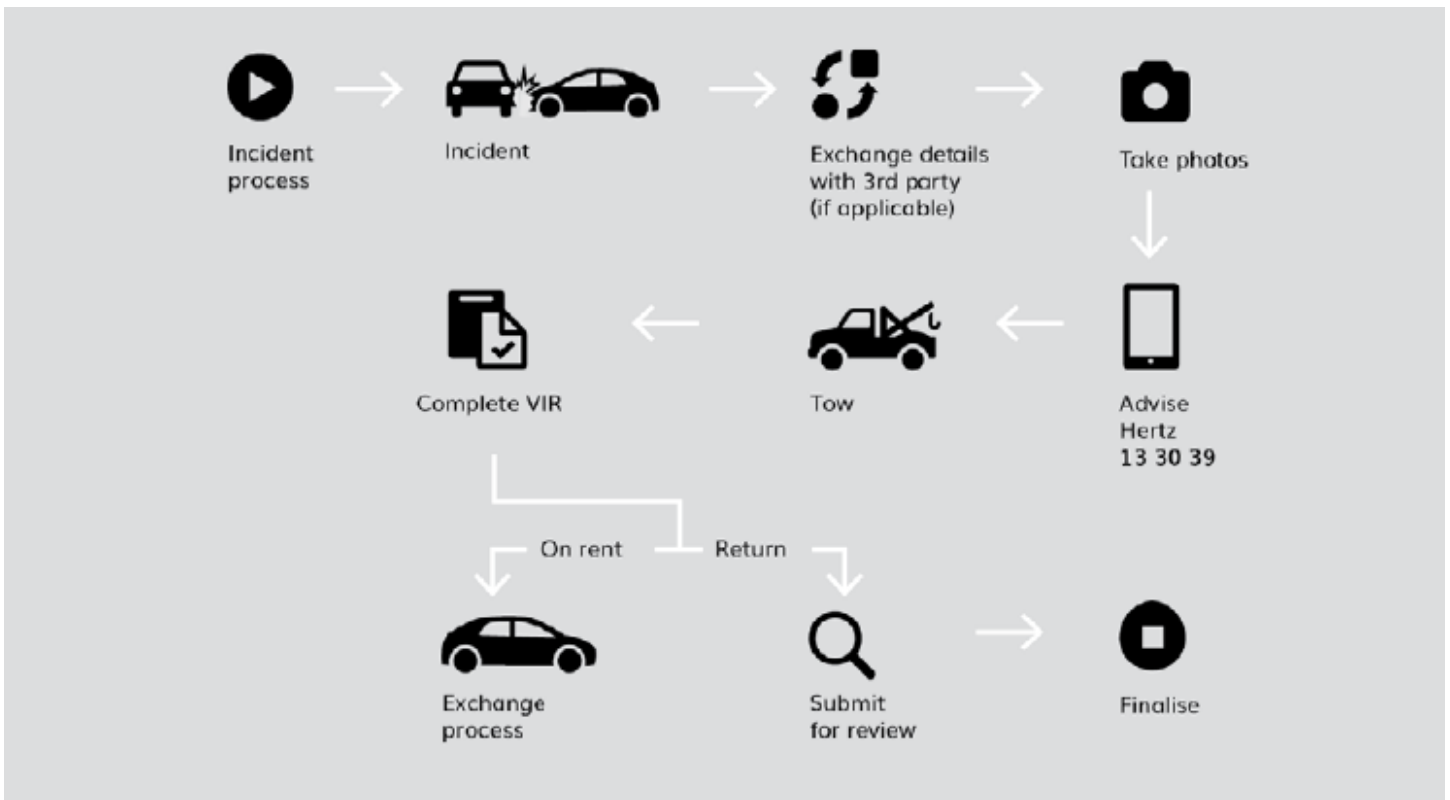 Incident
process
Incident
Exchange details
with 3rd party
(if applicable)
Take photos
Advise
Hertz
13 30 39
Tow
Complete VIR
On rent
Return
Exchange
process
Submit
for review
Finalise